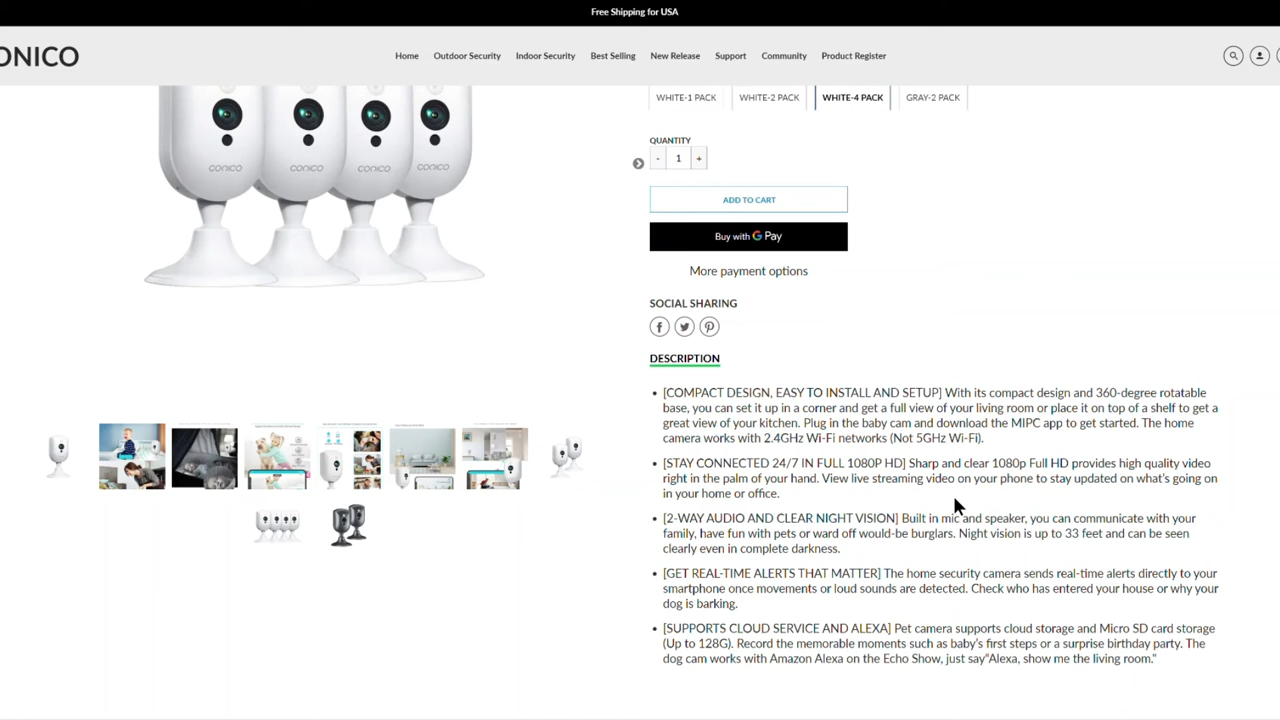 Free Shipping for USA
ONICO
Home Outdoor Security Indoor Security Best Selling New Release Support Community Product Register
WHITE-1 PACK WHITE-2 PACK WHITE-4 PACK GRAY-2 PACK
QUANTITY
- 1 +
ADD TO CART
Buy with G Pay
More payment options
SOCIAL SHARING
conico conico conico conico
DESCRIPTION
• [COMPACT DESIGN, EASY TO INSTALL AND SETUP] With its compact design and 360-degree rotatable
base, you can set it up in a corner and get a full view of your living room or place it on top of a shelf to get a
great view of your kitchen. Plug in the baby cam and download the MIPC app to get started. The home
camera works with 2.4GHz Wi-Fi networks (Not 5GHz Wi-Fi).
• [STAY CONNECTED 24/7 IN FULL 1080P HD] Sharp and clear 1080p Full HD provides high quality video
right in the palm of your hand. View live streaming video on your phone to stay updated on what's going on
in your home or office.
• [2-WAY AUDIO AND CLEAR NIGHT VISION] Built in mic and speaker, you can communicate with your
family, have fun with pets or ward off would-be burglars. Night vision is up to 33 feet and can be seen
clearly even in complete darkness.
• [GET REAL-TIME ALERTS THAT MATTER] The home security camera sends real-time alerts directly to your
smartphone once movements or loud sounds are detected. Check who has entered your house or why your
dog is barking.
• [SUPPORTS CLOUD SERVICE AND ALEXA] Pet camera supports cloud storage and Micro SD card storage
(Up to 128G). Record the memorable moments such as baby's first steps or a surprise birthday party. The
dog cam works with Amazon Alexa on the Echo Show, just say“Alexa, show me the living room.”